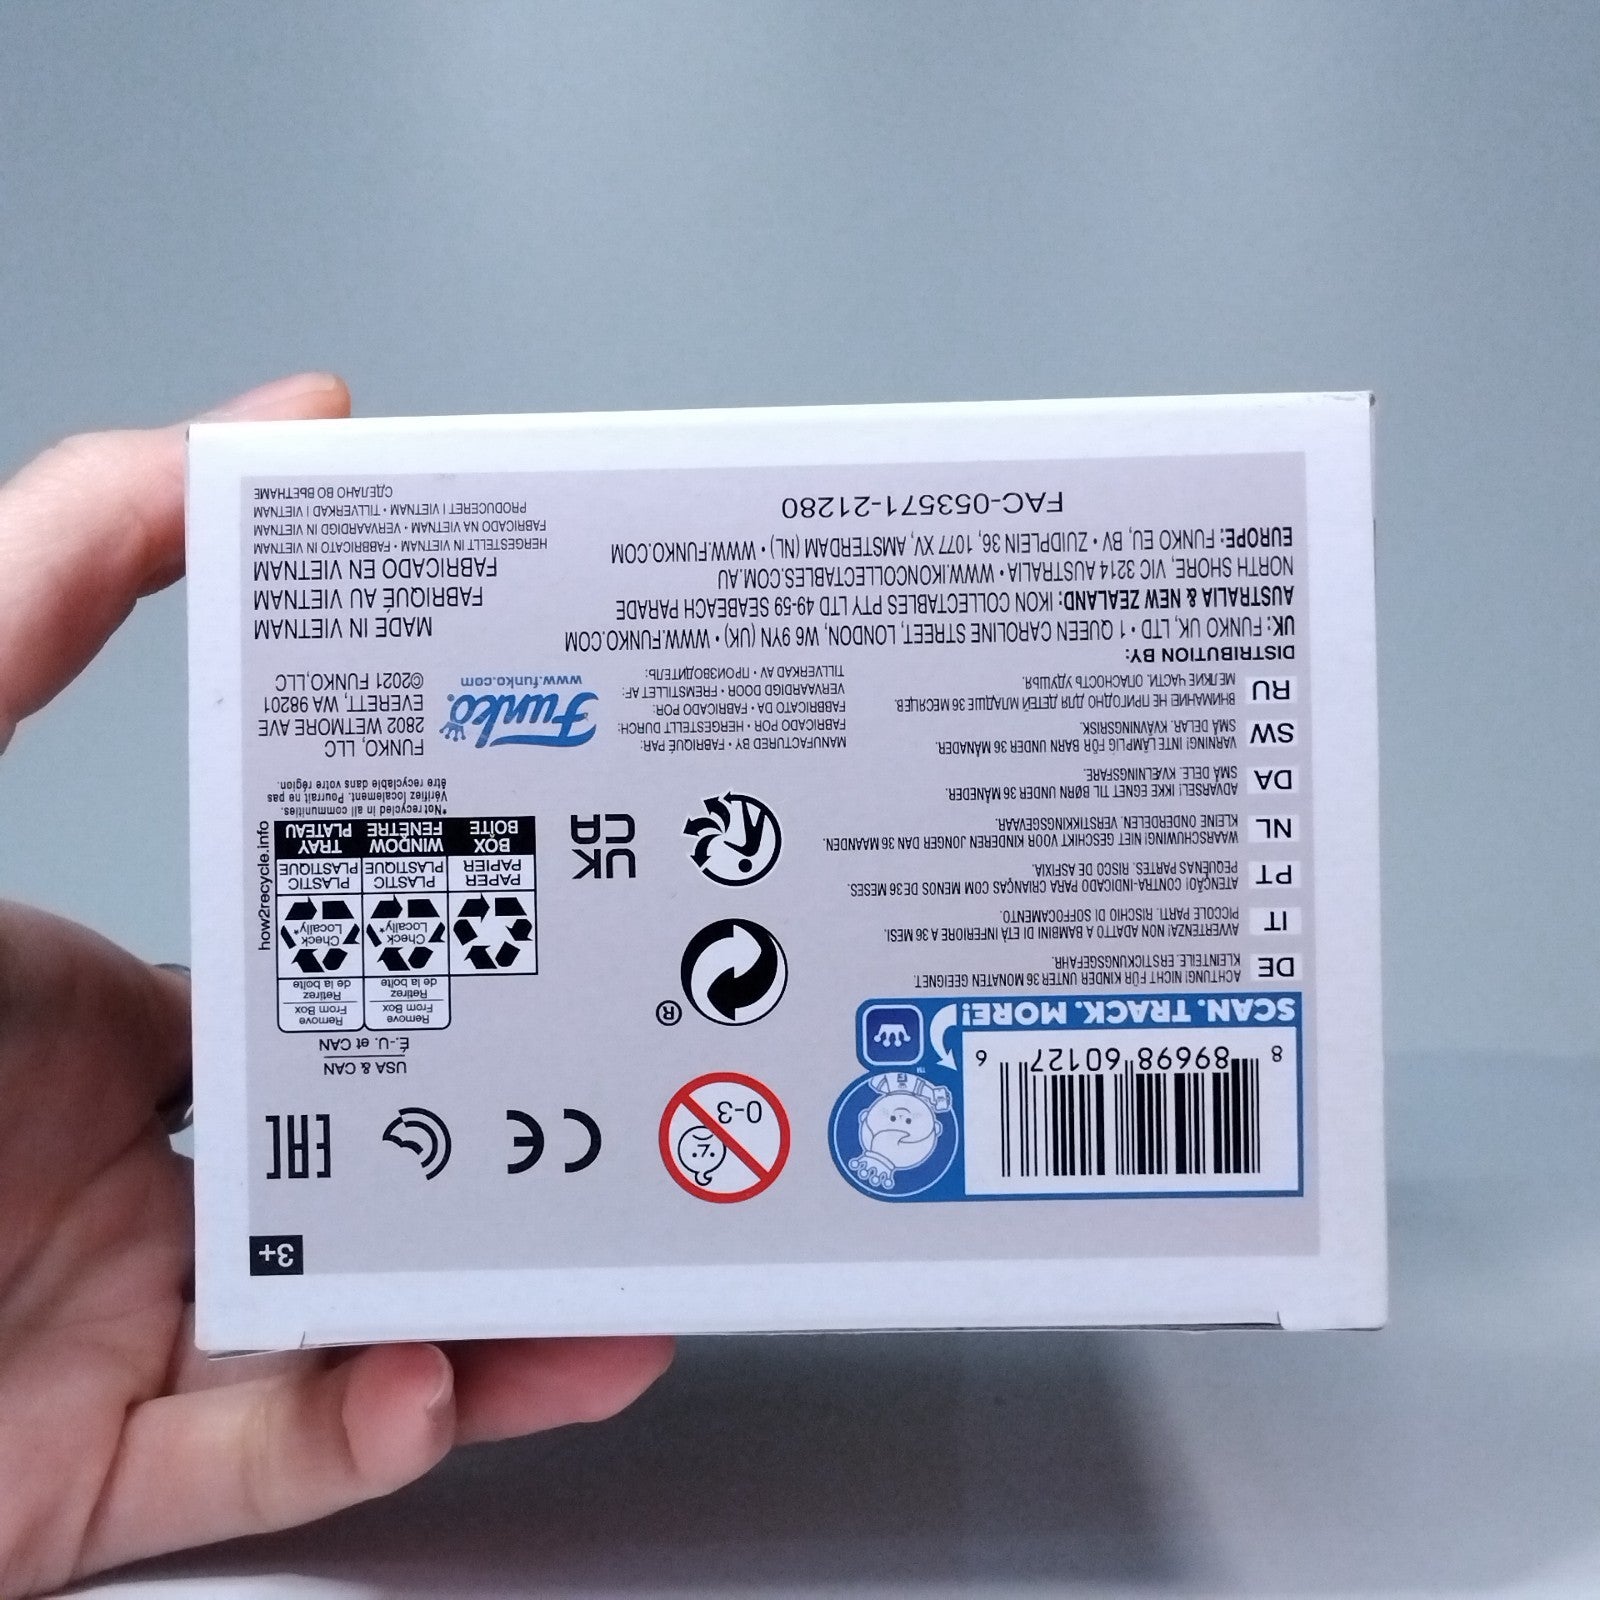 3+
8 89698 60127 6
SCAN. TRACK. MORE!
TM
0-3
CE
EAC
USA & CAN
É.-U. et CAN
Remove From Box
Retirez de la boîte
Remove From Box
Retirez de la boîte
Check Locally*
Check Locally*
PAPER
PAPIER
PLASTIC
PLASTIQUE
PLASTIC
PLASTIQUE
BOX
BOÎTE
WINDOW
FENÊTRE
TRAY
PLATEAU
how2recycle.info
*Not recycled in all communities.
Vérifiez localement. Pourrait ne pas
être recyclable dans votre région.
®
UK
CA
DE
ACHTUNG! NICHT FÜR KINDER UNTER 36 MONATEN GEEIGNET.
KLEINTEILE. ERSTICKUNGSGEFAHR.
IT
AVVERTENZA! NON ADATTO A BAMBINI DI ETÀ INFERIORE A 36 MESI.
PICCOLE PARTI. RISCHIO DI SOFFOCAMENTO.
PT
ATENÇÃO! CONTRA-INDICADO PARA CRIANÇAS COM MENOS DE 36 MESES.
PEQUENAS PARTES. RISCO DE ASFIXIA.
NL
WAARSCHUWING! NIET GESCHIKT VOOR KINDEREN JONGER DAN 36 MAANDEN.
KLEINE ONDERDELEN. VERSTIKKINGSGEVAAR.
DA
ADVARSEL! IKKE EGNET TIL BØRN UNDER 36 MÅNEDER.
SMÅ DELE. KVÆLNINGSFARE.
SW
VARNING! INTE LÄMPLIG FÖR BARN UNDER 36 MÅNADER.
SMÅ DELAR. KVÄVNINGSRISK.
RU
ВНИМАНИЕ НЕ ПРИГОДНО ДЛЯ ДЕТЕЙ МЛАДШЕ 36 МЕСЯЦЕВ.
МЕЛКИЕ ЧАСТИ. ОПАСНОСТЬ УДУШЬЯ.
MANUFACTURED BY • FABRIQUÉ PAR:
FABRICADO POR • HERGESTELLT DURCH:
FABBRICATO DA • FABRICADO POR:
VERVAARDIGD DOOR • FREMSTILLET AF:
TILLVERKAD AV • ПРОИЗВОДИТЕЛЬ:
Funko®
www.funko.com
FUNKO, LLC
2802 WETMORE AVE
EVERETT, WA 98201
©2021 FUNKO,LLC
DISTRIBUTION BY:
UK: FUNKO UK, LTD • 1 QUEEN CAROLINE STREET, LONDON, W6 9YN (UK) • WWW.FUNKO.COM
AUSTRALIA & NEW ZEALAND: IKON COLLECTABLES PTY LTD 49-59 SEABEACH PARADE
NORTH SHORE, VIC 3214 AUSTRALIA • WWW.IKONCOLLECTABLES.COM.AU
EUROPE: FUNKO EU, BV • ZUIDPLEIN 36, 1077 XV, AMSTERDAM (NL) • WWW.FUNKO.COM
FAC-053571-21280
MADE IN VIETNAM
FABRIQUÉ AU VIETNAM
FABRICADO EN VIETNAM
HERGESTELLT IN VIETNAM • FABBRICATO IN VIETNAM
FABRICADO NA VIETNAM • VERVAARDIGD IN VIETNAM
PRODUCERET I VIETNAM • TILLVERKAD I VIETNAM
СДЕЛАНО ВО ВЬЕТНАМЕ